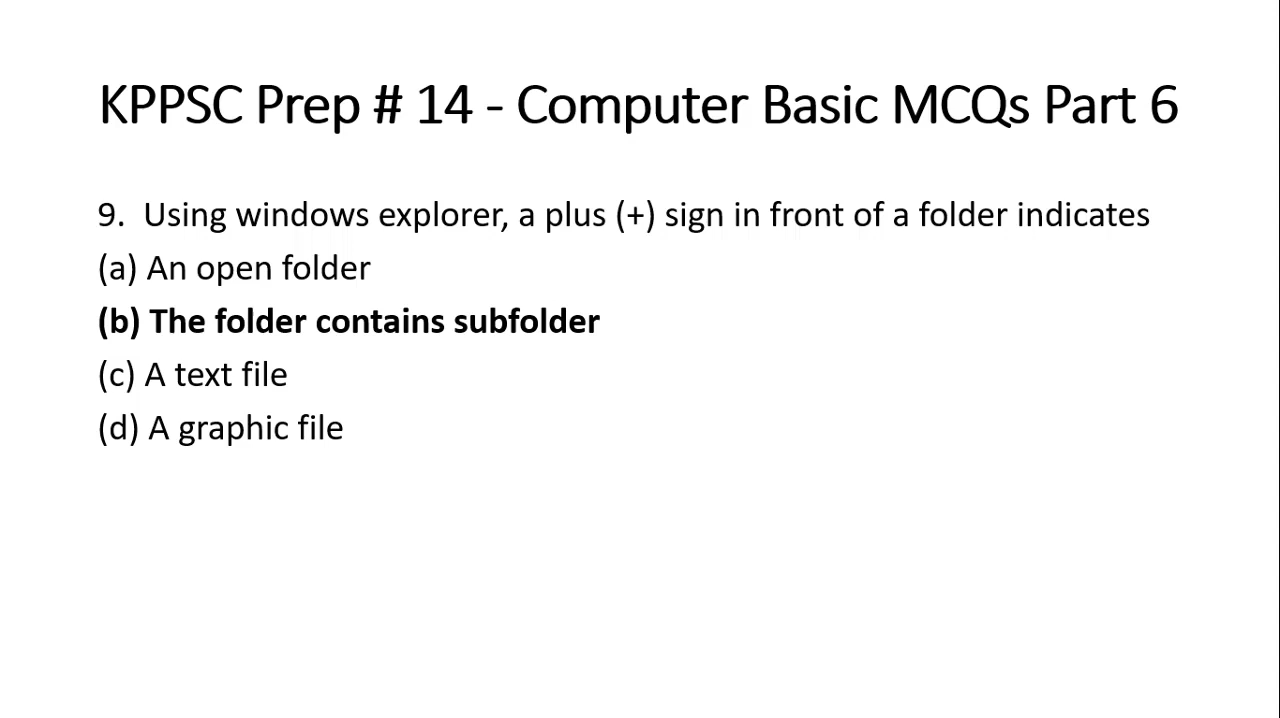 KPPSC Prep # 14 - Computer Basic MCQs Part 6
9. Using windows explorer, a plus (+) sign in front of a folder indicates
(a) An open folder
(b) The folder contains subfolder
(c) A text file
(d) A graphic file